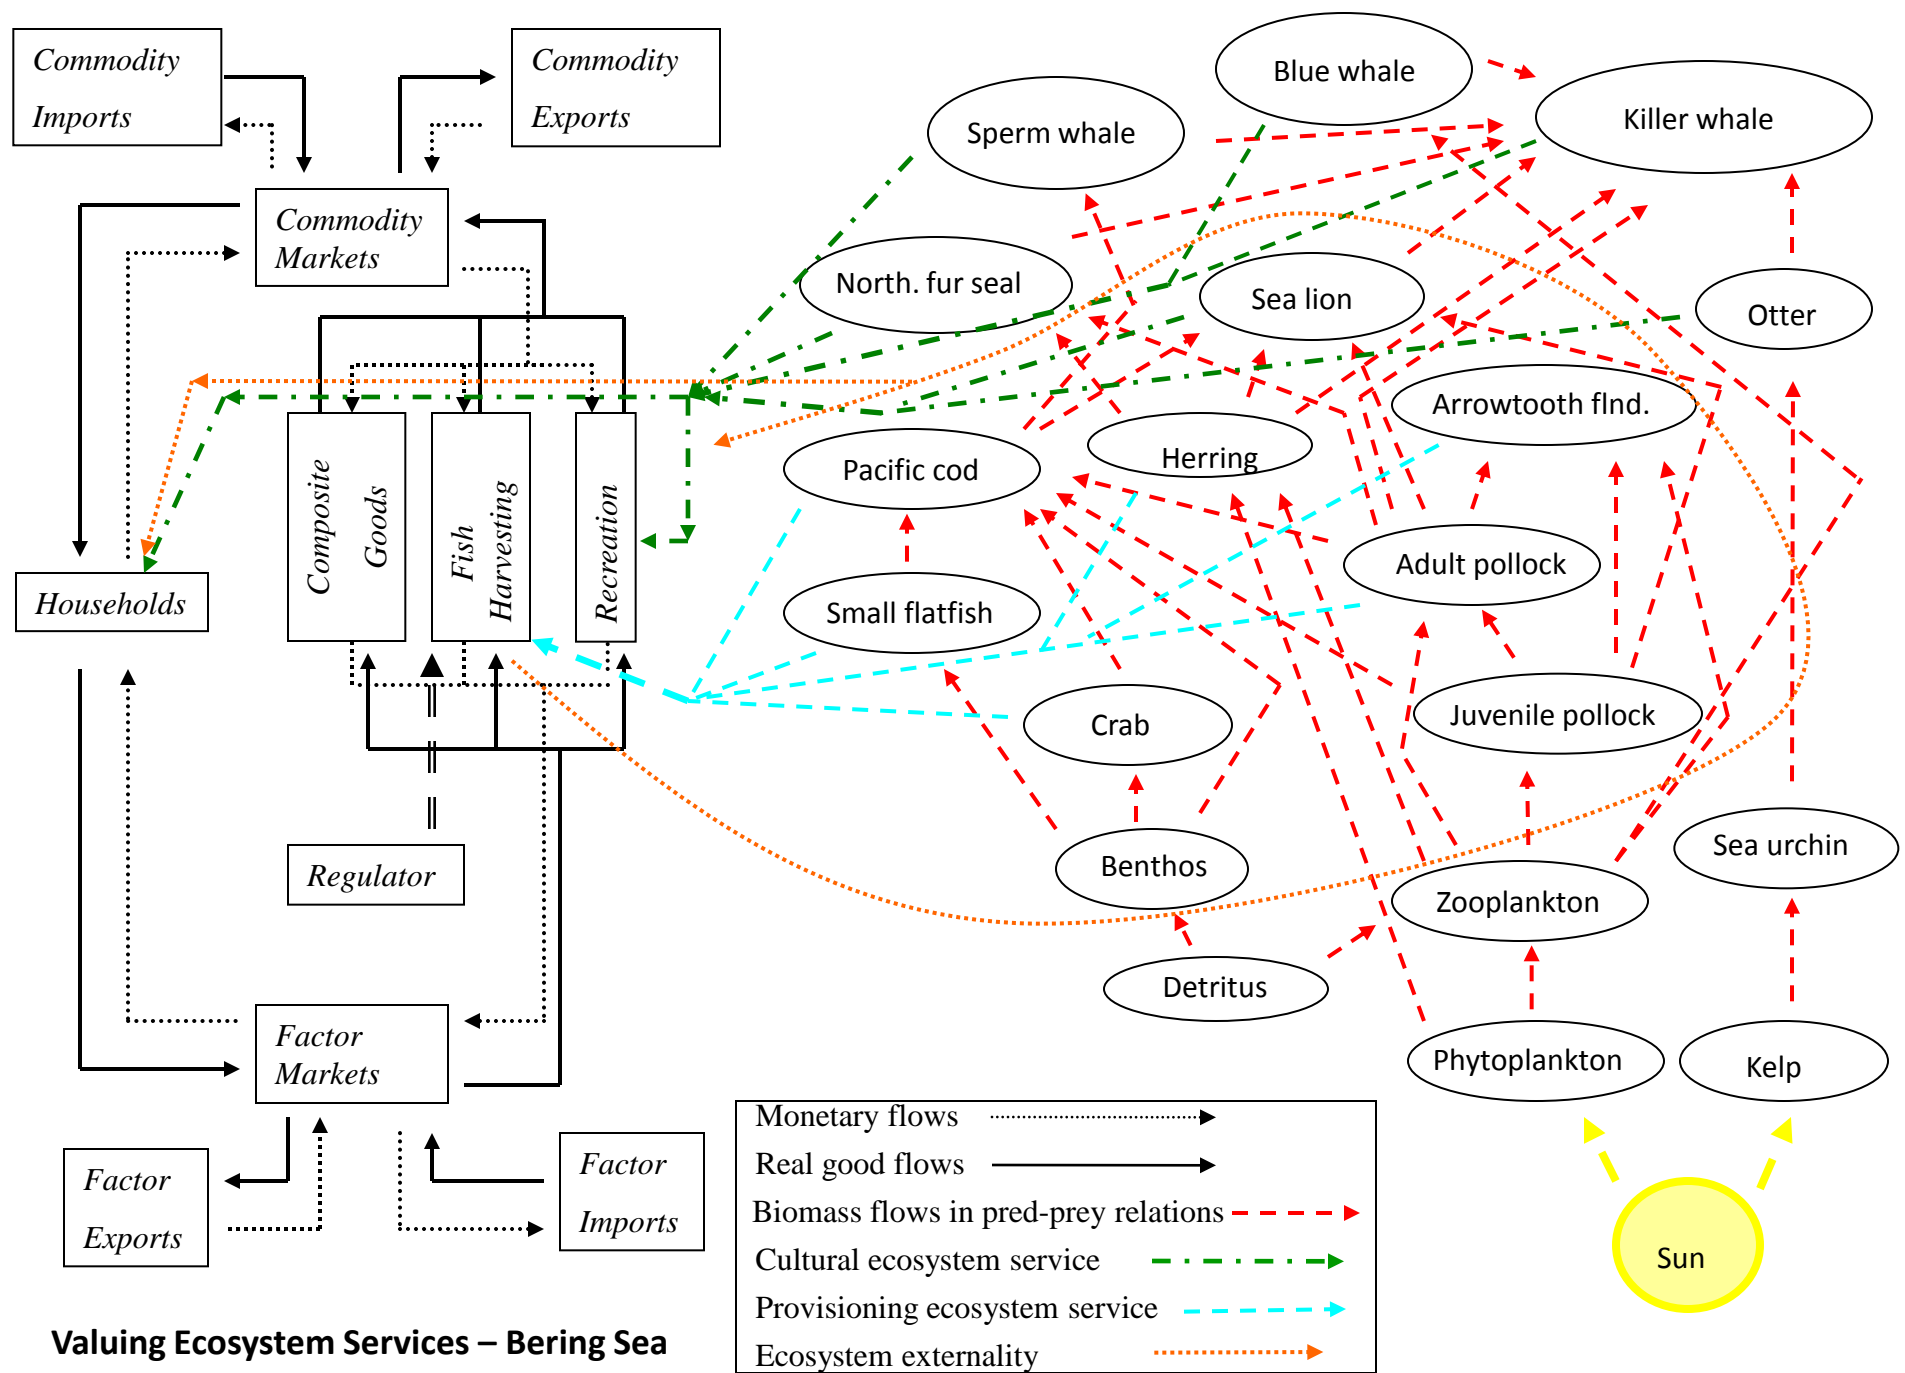 Commodity
Imports
Commodity
Exports
Blue whale
Killer whale
Sperm whale
Commodity
Markets
North. fur seal
Sea lion
Otter
Arrowtooth flnd.
Composite
Goods
Fish
Harvesting
Recreation
Pacific cod
Herring
Adult pollock
Households
Small flatfish
Crab
Juvenile pollock
Regulator
Benthos
Zooplankton
Sea urchin
Detritus
Factor
Markets
Phytoplankton
Kelp
Factor
Exports
Factor
Imports
Monetary flows
Real good flows
Biomass flows in pred-prey relations
Cultural ecosystem service
Provisioning ecosystem service
Ecosystem externality
Sun
Valuing Ecosystem Services – Bering Sea